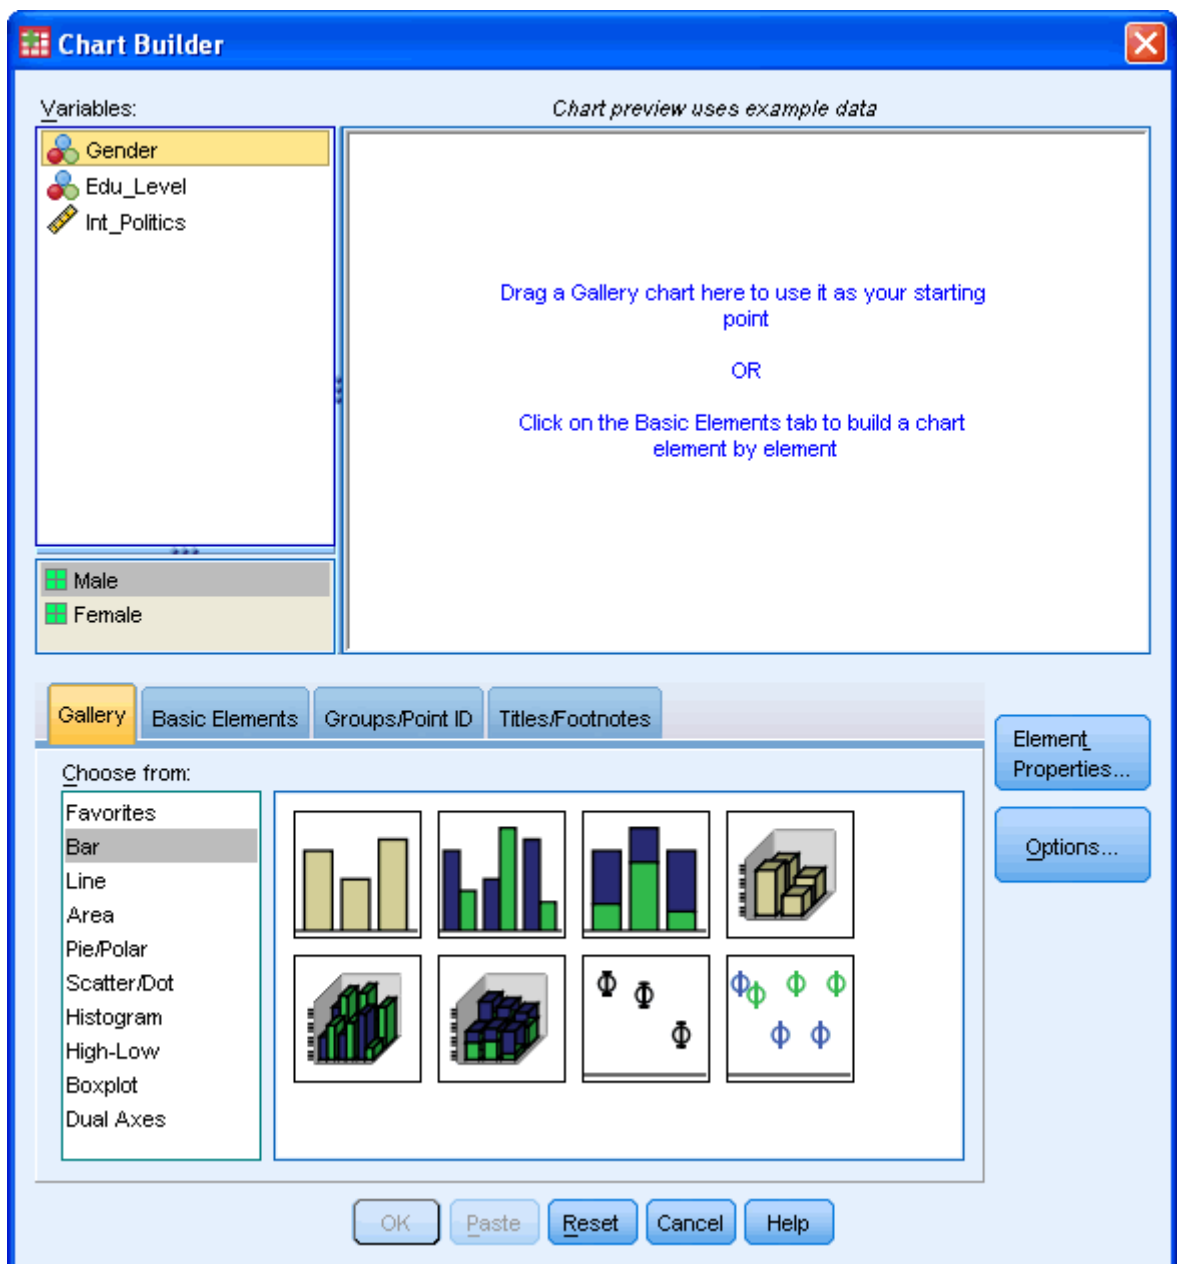 Chart Builder
Variables:
Chart preview uses example data
Gender
Edu_Level
Int_Politics
Drag a Gallery chart here to use it as your starting
point
OR
Click on the Basic Elements tab to build a chart
element by element
Male
Female
Gallery
Basic Elements
Groups/Point ID
Titles/Footnotes
Element
Properties...
Options...
Choose from:
Favorites
Bar
Line
Area
Pie/Polar
Scatter/Dot
Histogram
High-Low
Boxplot
Dual Axes
OK
Paste
Reset
Cancel
Help